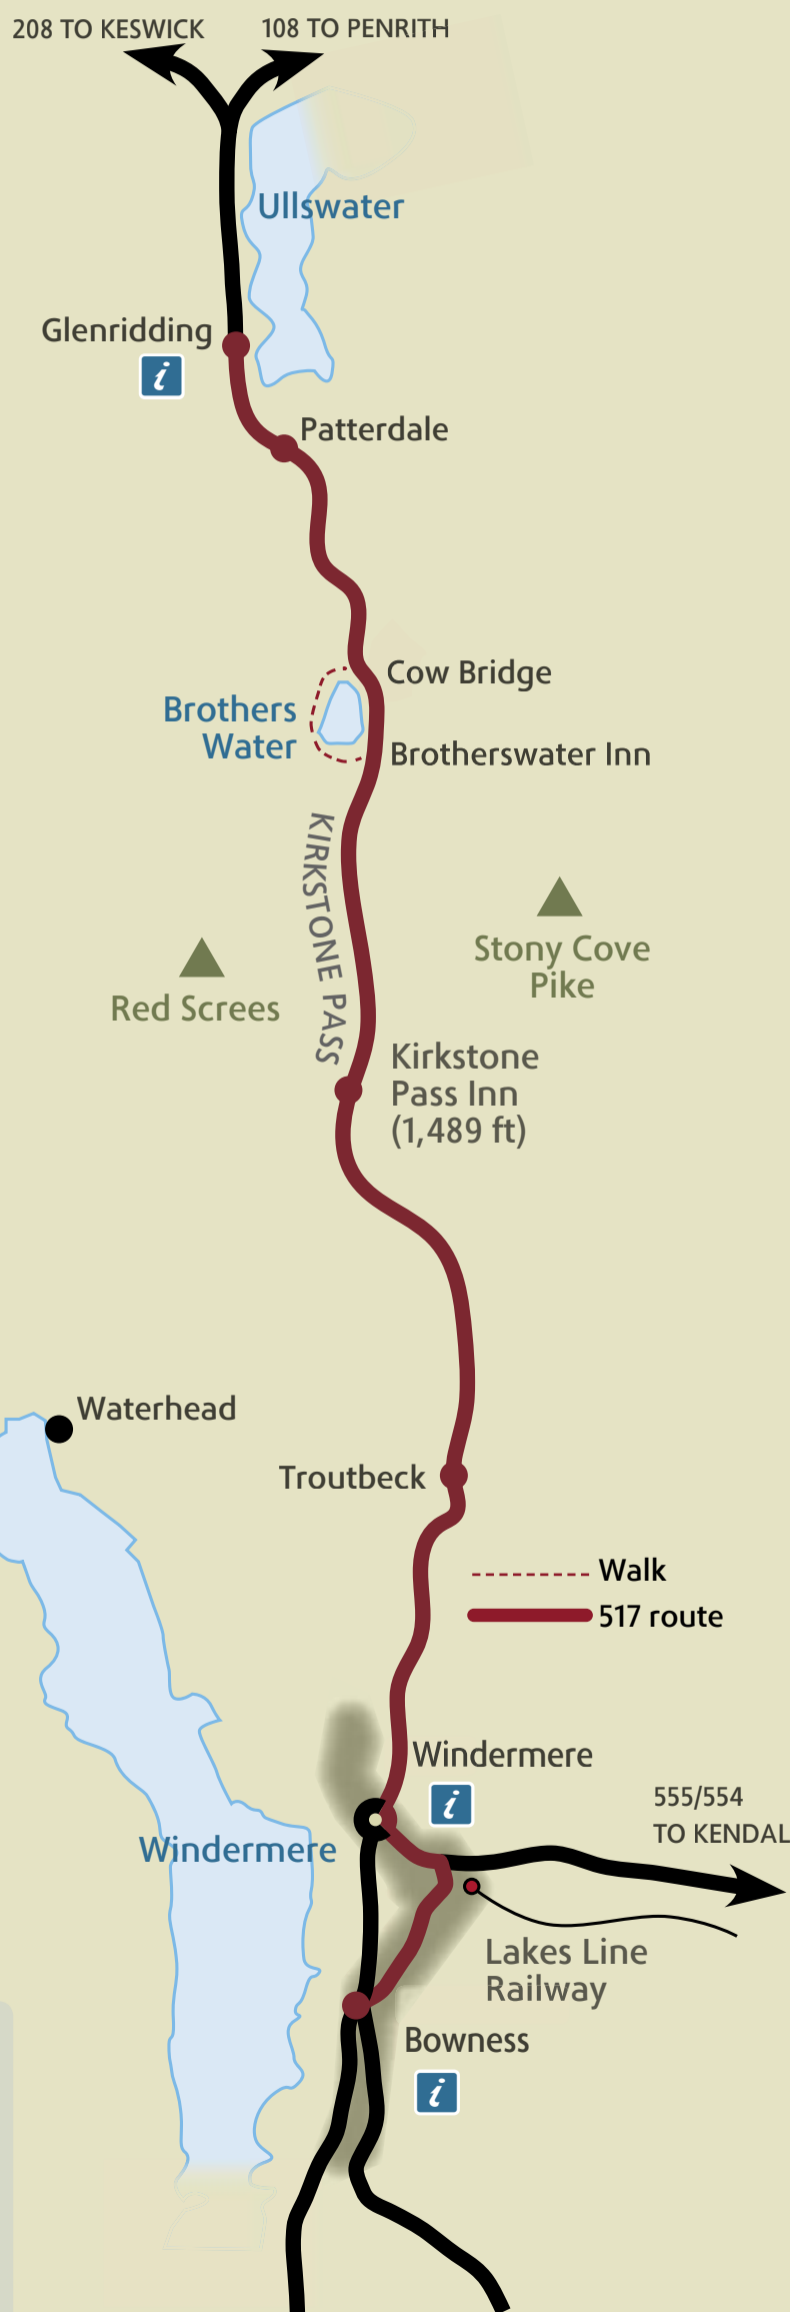 208 TO KESWICK
108 TO PENRITH
Ullswater
Glenridding
i
Patterdale
Cow Bridge
Brothers
Water
Brotherswater Inn
KIRKSTONE PASS
Stony Cove
Pike
Red Screes
Kirkstone
Pass Inn
(1,489 ft)
Waterhead
Troutbeck
Walk
517 route
Windermere
i
555/554
TO KENDAL
Windermere
Lakes Line
Railway
Bowness
i